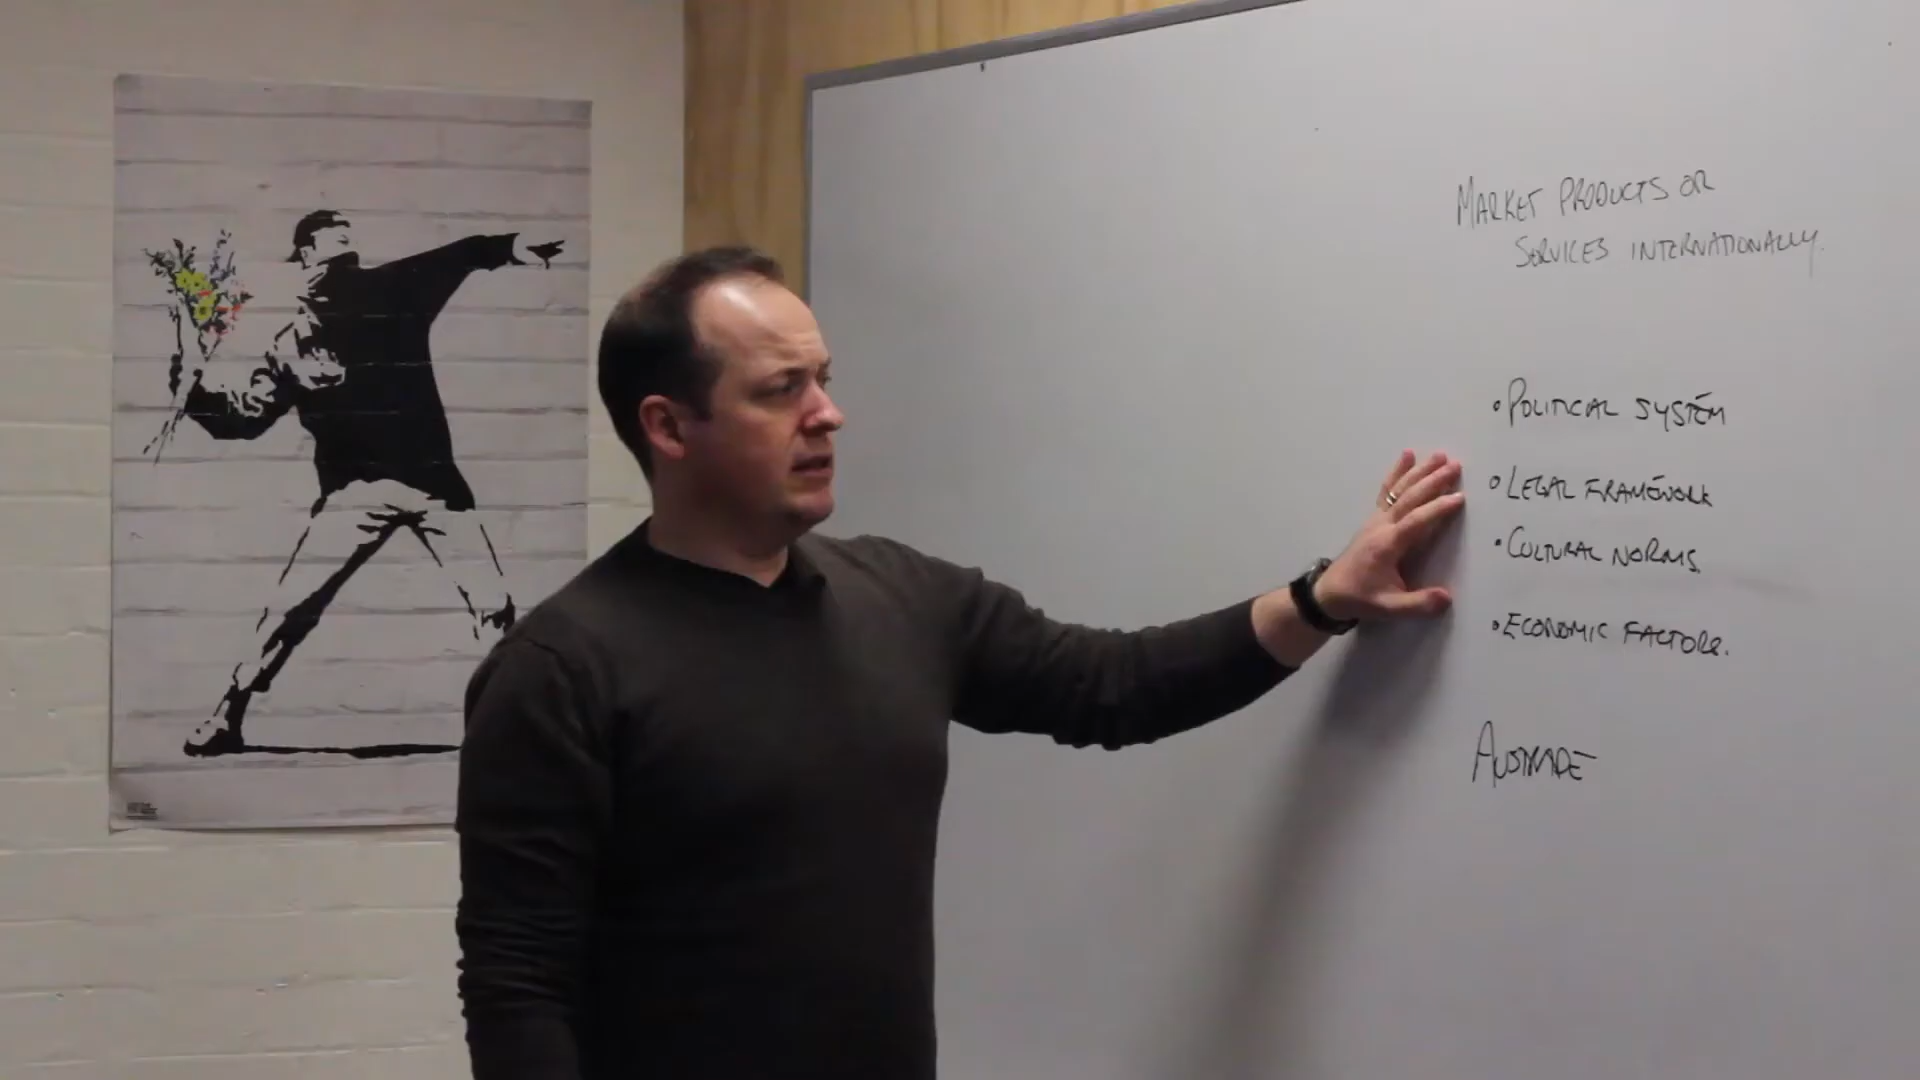 MARKET PRODUCTS OR
SERVICES INTERNATIONALLY.
• POLITICAL SYSTEM
• LEGAL FRAMEWORK
• CULTURAL NORMS.
• ECONOMIC FACTORS.
AUSTRADE